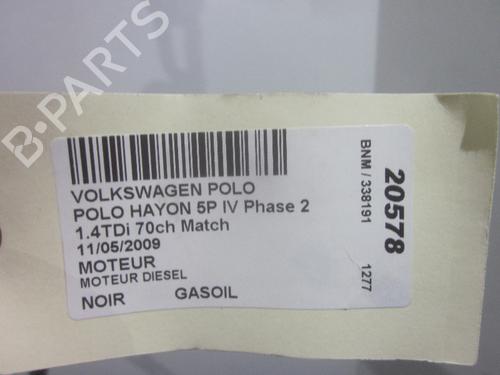 B-PARTS
VOLKSWAGEN POLO
POLO HAYON 5P IV Phase 2
1.4TDi 70ch Match
11/05/2009
MOTEUR
MOTEUR DIESEL
NOIR GASOIL
BNM / 338191 1277
20578